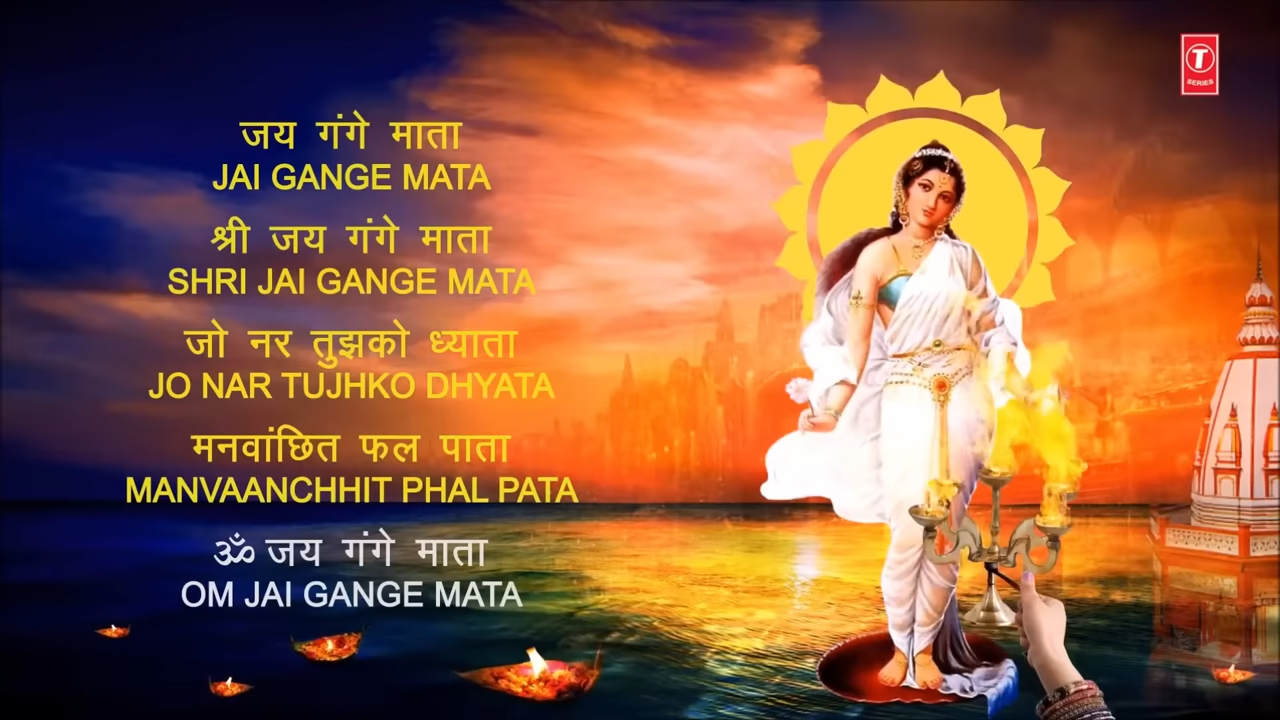 जय गंगे माता
JAI GANGE MATA
श्री जय गंगे माता
SHRI JAI GANGE MATA
जो नर तुझको ध्याता
JO NAR TUJHKO DHYATA
मनवांछित फल पाता
MANVAANCHHIT PHAL PATA
ॐ जय गंगे माता
OM JAI GANGE MATA
T
SERIES